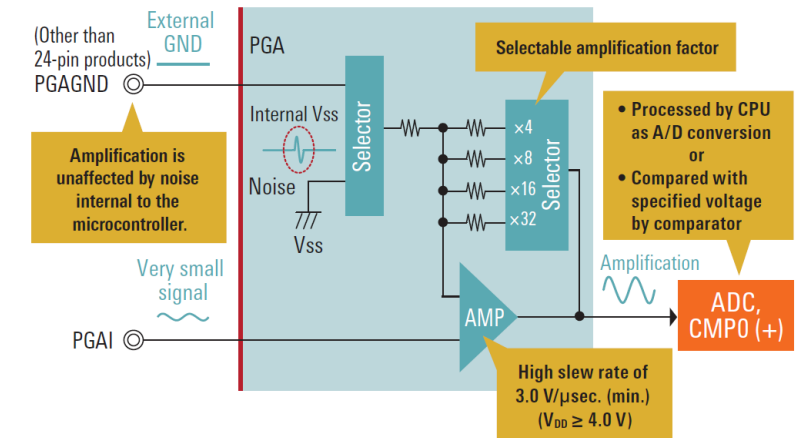 (Other than
24-pin products)
PGAGND
External
GND
PGA
Selectable amplification factor
Internal Vss
Noise
Vss
Selector
×4
×8
×16
×32
Selector
• Processed by CPU
as A/D conversion
or
• Compared with
specified voltage
by comparator
Amplification is
unaffected by noise
internal to the
microcontroller.
Very small
signal
PGAI
AMP
Amplification
ADC,
CMP0 (+)
High slew rate of
3.0 V/μsec. (min.)
(VDD ≥ 4.0 V)